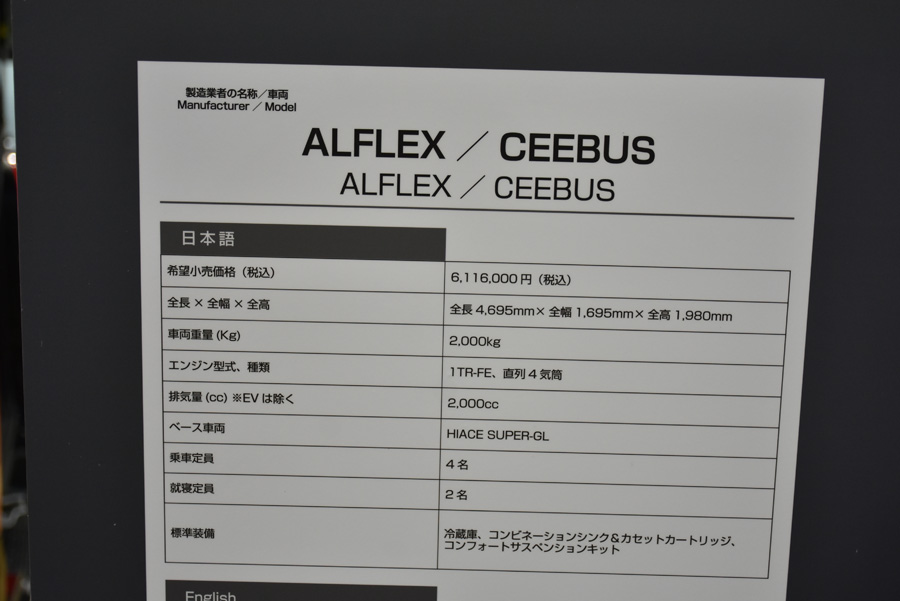 製造業者の名称／車両
Manufacturer ／ Model
ALFLEX ／ CEEBUS
ALFLEX ／ CEEBUS
日本語
希望小売価格（税込）
6,116,000 円（税込）
全長 × 全幅 × 全高
全長 4,695mm× 全幅 1,695mm× 全高 1,980mm
車両重量 (Kg)
2,000kg
エンジン型式、種類
1TR-FE、直列 4 気筒
排気量 (cc) ※EV は除く
2,000cc
ベース車両
HIACE SUPER-GL
乗車定員
4 名
就寝定員
2 名
標準装備
冷蔵庫、コンビネーションシンク＆カセットカートリッジ、
コンフォートサスペンションキット
English